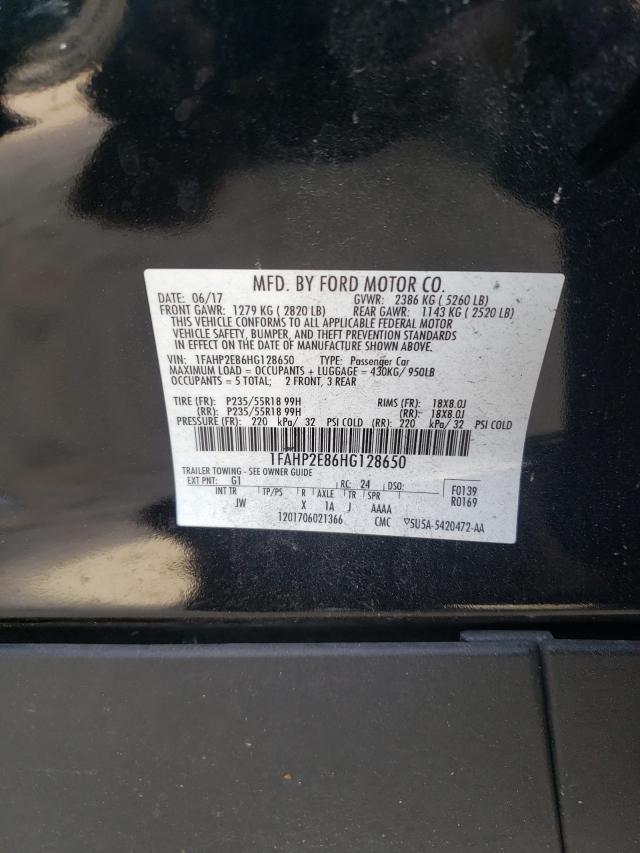 MFD. BY FORD MOTOR CO.
DATE: 06/17 GVWR: 2386 KG ( 5260 LB)
FRONT GAWR: 1279 KG ( 2820 LB) REAR GAWR: 1143 KG ( 2520 LB)
THIS VEHICLE CONFORMS TO ALL APPLICABLE FEDERAL MOTOR
VEHICLE SAFETY, BUMPER, AND THEFT PREVENTION STANDARDS
IN EFFECT ON THE DATE OF MANUFACTURE SHOWN ABOVE.
VIN: 1FAHP2E86HG128650 TYPE: Passenger Car
MAXIMUM LOAD = OCCUPANTS + LUGGAGE = 430KG/ 950LB
OCCUPANTS = 5 TOTAL; 2 FRONT, 3 REAR
TIRE (FR): P235/55R18 99H RIMS (FR): 18X8.0J
(RR): P235/55R18 99H (RR): 18X8.0J
PRESSURE (FR): 220 kPa/ 32 PSI COLD (RR): 220 kPa/ 32 PSI COLD
1FAHP2E86HG128650
TRAILER TOWING - SEE OWNER GUIDE
EXT PNT: G1 RC: 24 DSO: F0139
INT TR TP/PS R AXLE TR SPR R0169
JW X 1A J AAAA
1201706021366 CMC 5U5A-5420472-AA